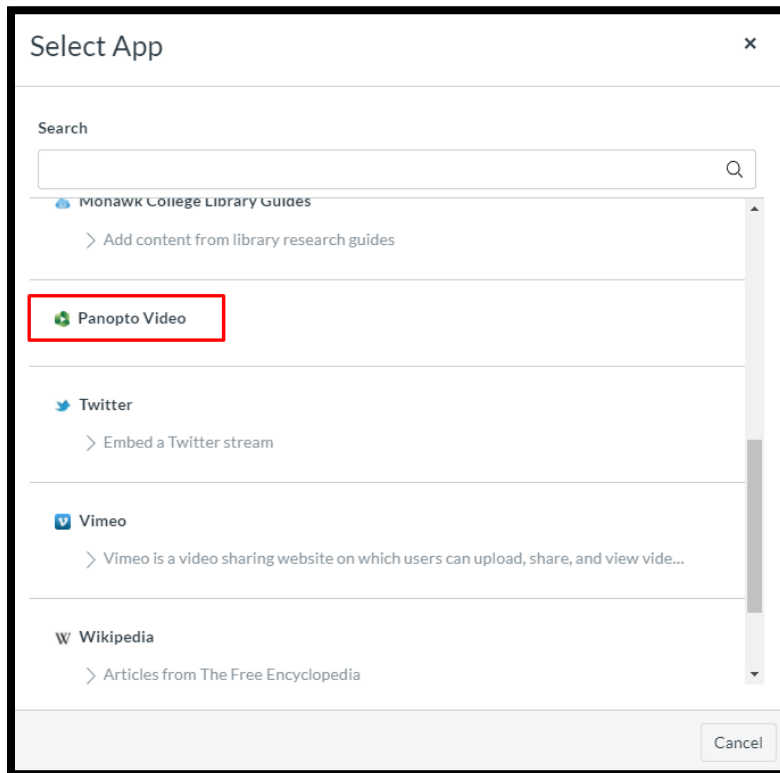 Select App
Search
Mohawk College Library Guides
Add content from library research guides
Panopto Video
Twitter
Embed a Twitter stream
Vimeo
Vimeo is a video sharing website on which users can upload, share, and view vide...
Wikipedia
Articles from The Free Encyclopedia
Cancel